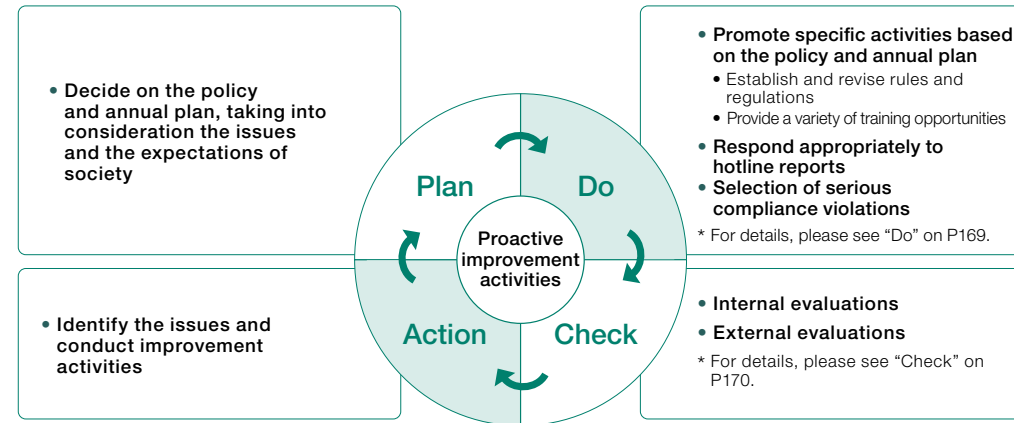 • Decide on the policy
and annual plan, taking into
consideration the issues
and the expectations of
society
• Promote specific activities based
on the policy and annual plan
• Establish and revise rules and
regulations
• Provide a variety of training opportunities
• Respond appropriately to
hotline reports
• Selection of serious
compliance violations
* For details, please see “Do” on P169.
Plan
Do
Proactive
improvement
activities
Action
Check
• Identify the issues and
conduct improvement
activities
• Internal evaluations
• External evaluations
* For details, please see “Check” on
P170.